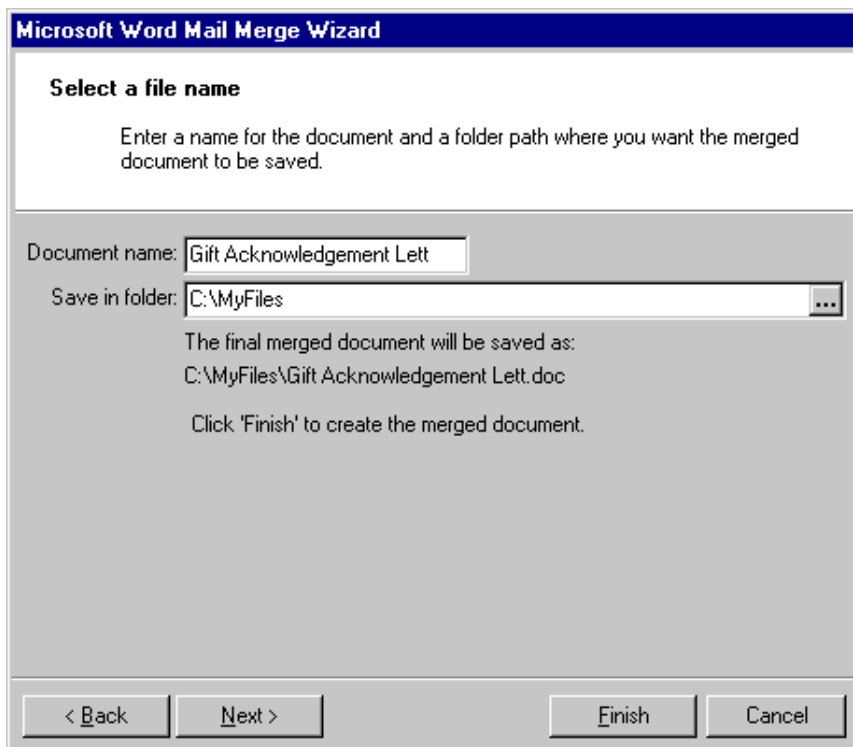 Microsoft Word Mail Merge Wizard
Select a file name
Enter a name for the document and a folder path where you want the merged
document to be saved.
Document name: Gift Acknowledgement Lett
Save in folder: C:\MyFiles ...
The final merged document will be saved as:
C:\MyFiles\Gift Acknowledgement Lett.doc
Click 'Finish' to create the merged document.
< Back Next > Finish Cancel